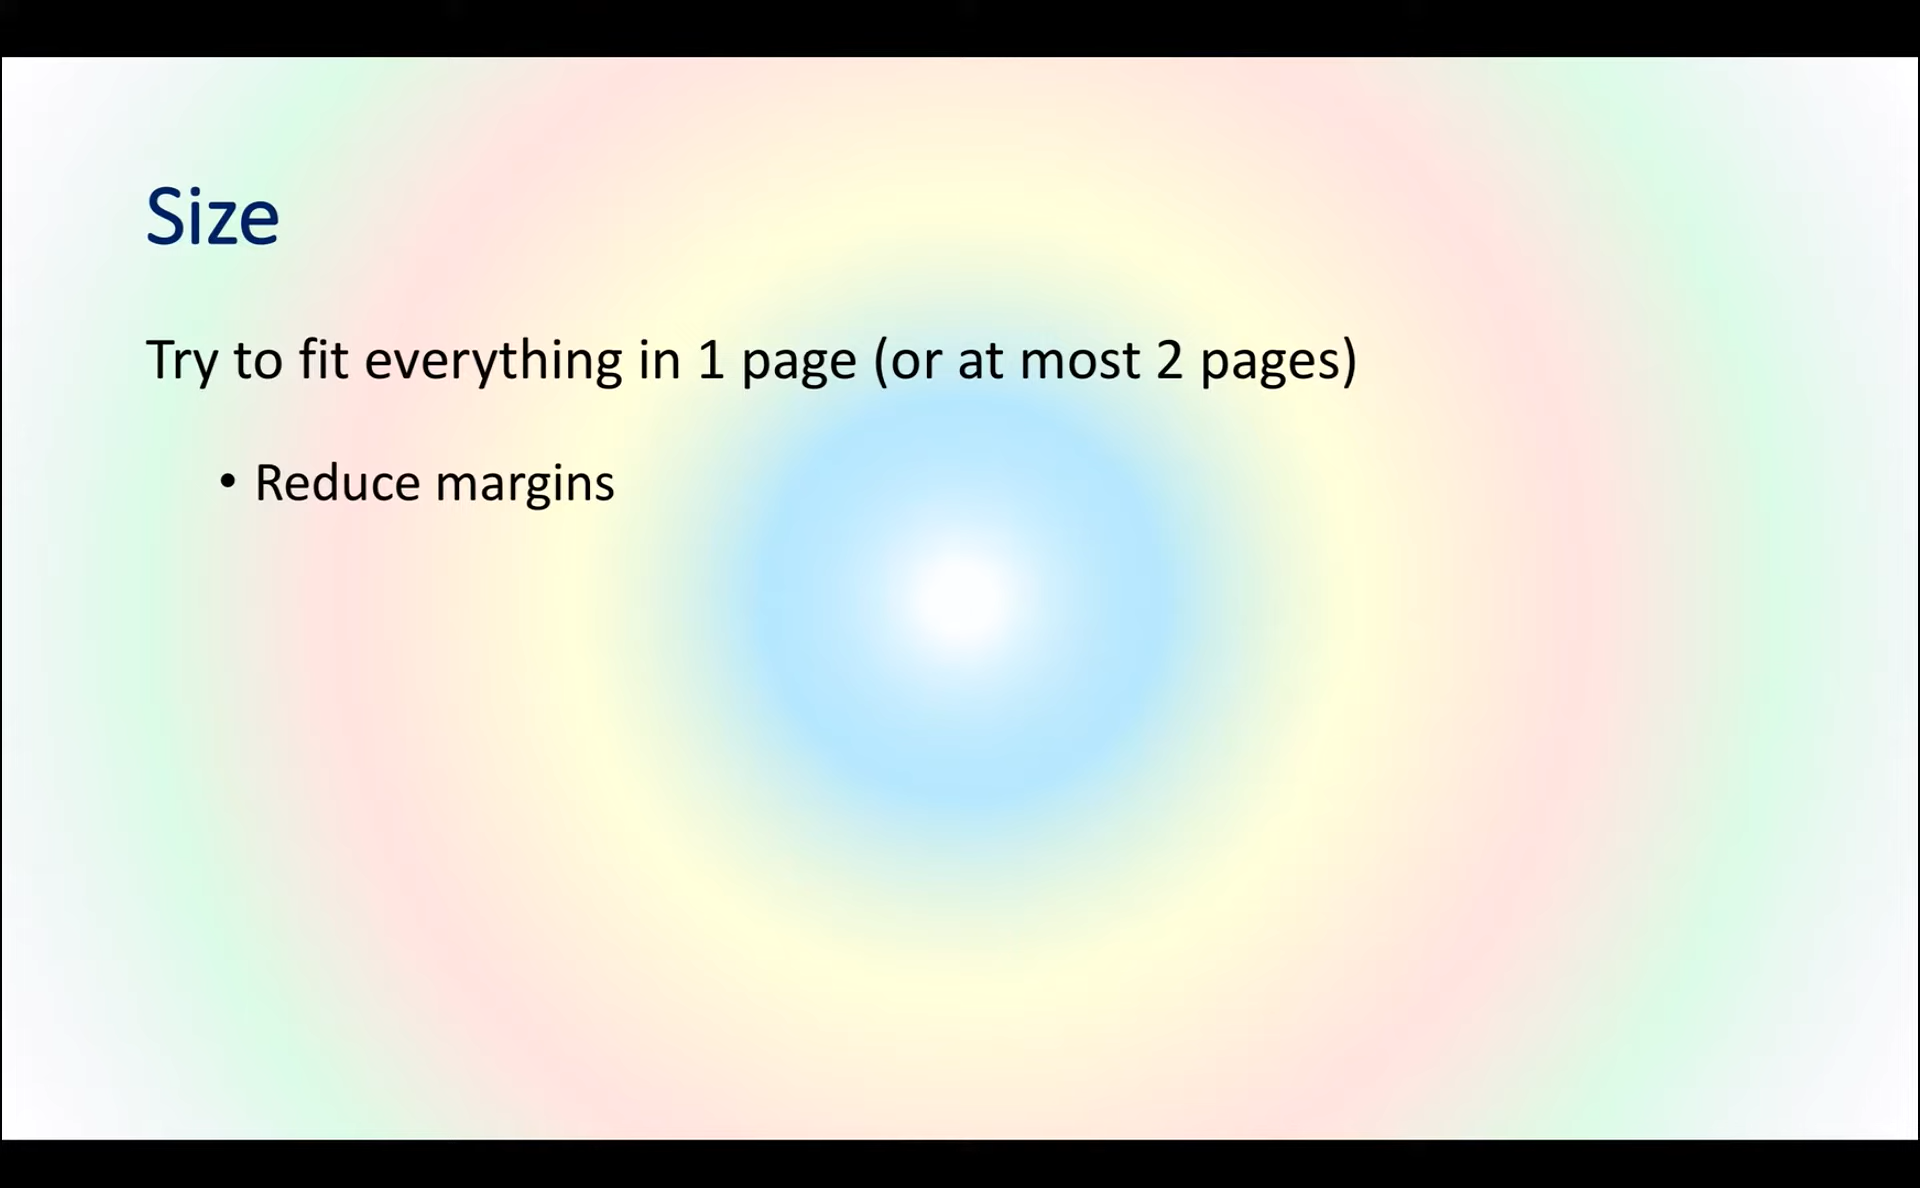 Size
Try to fit everything in 1 page (or at most 2 pages)
• Reduce margins